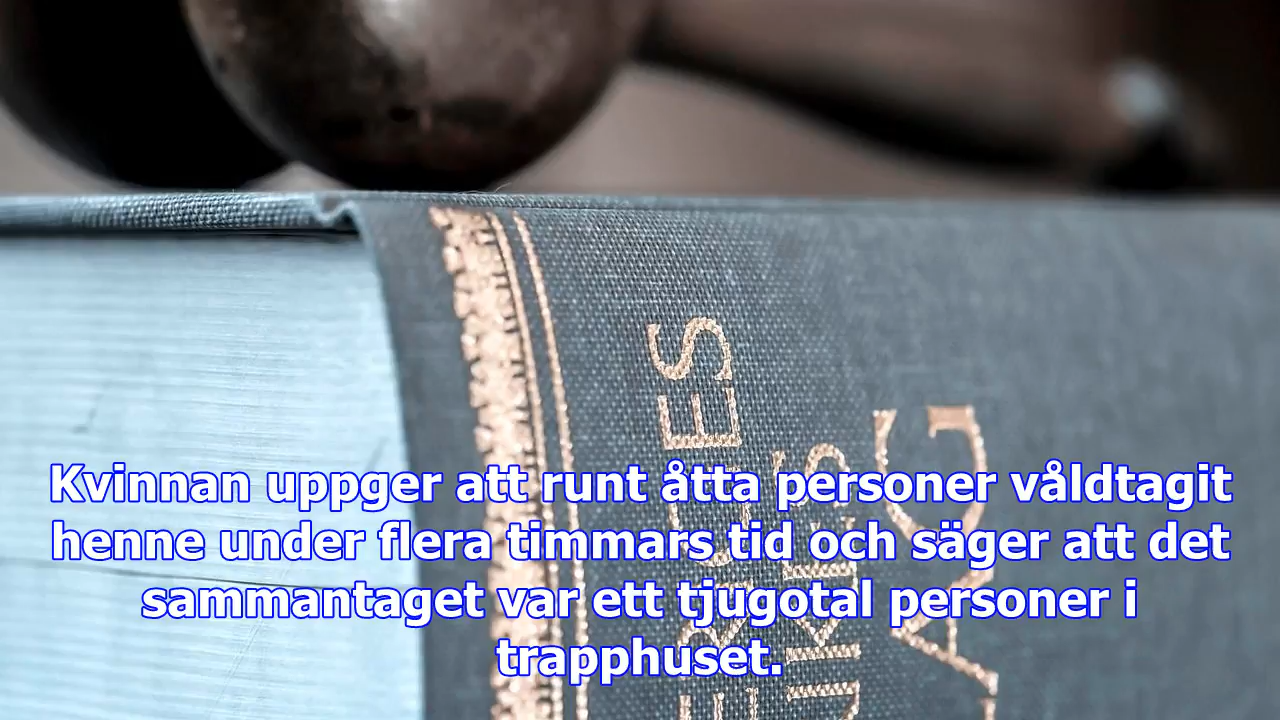 Kvinnan uppger att runt åtta personer våldtagit
henne under flera timmars tid och säger att det
sammantaget var ett tjugotal personer i
trapphuset.